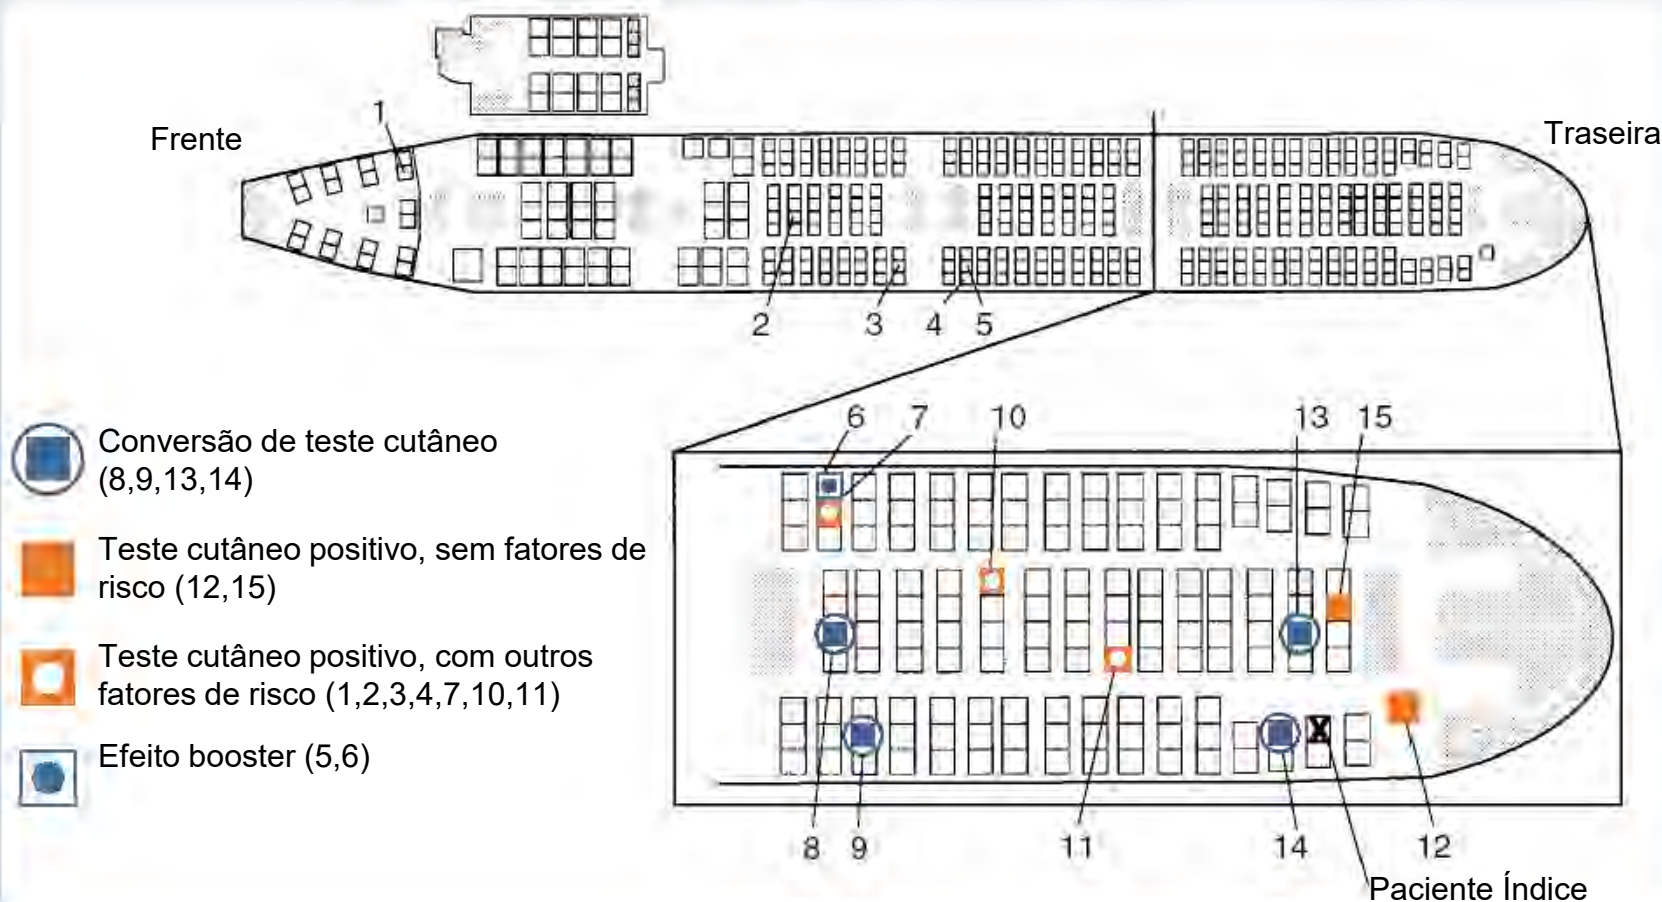 1
Frente
Traseira
2
3
4
5
6
7
10
13
15
Conversão de teste cutâneo
(8,9,13,14)
Teste cutâneo positivo, sem fatores de
risco (12,15)
Teste cutâneo positivo, com outros
fatores de risco (1,2,3,4,7,10,11)
Efeito booster (5,6)
X
8
9
11
14
12
Paciente Índice